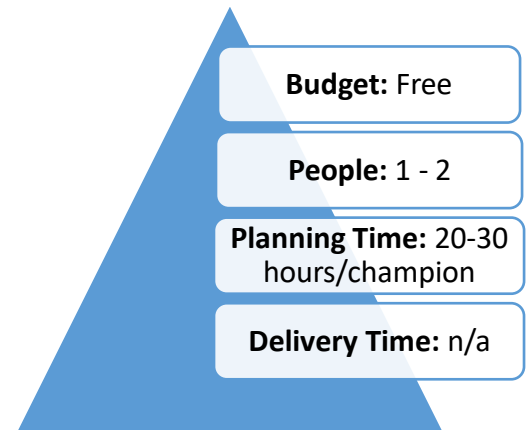 Budget: Free
People: 1 - 2
Planning Time: 20-30
hours/champion
Delivery Time: n/a